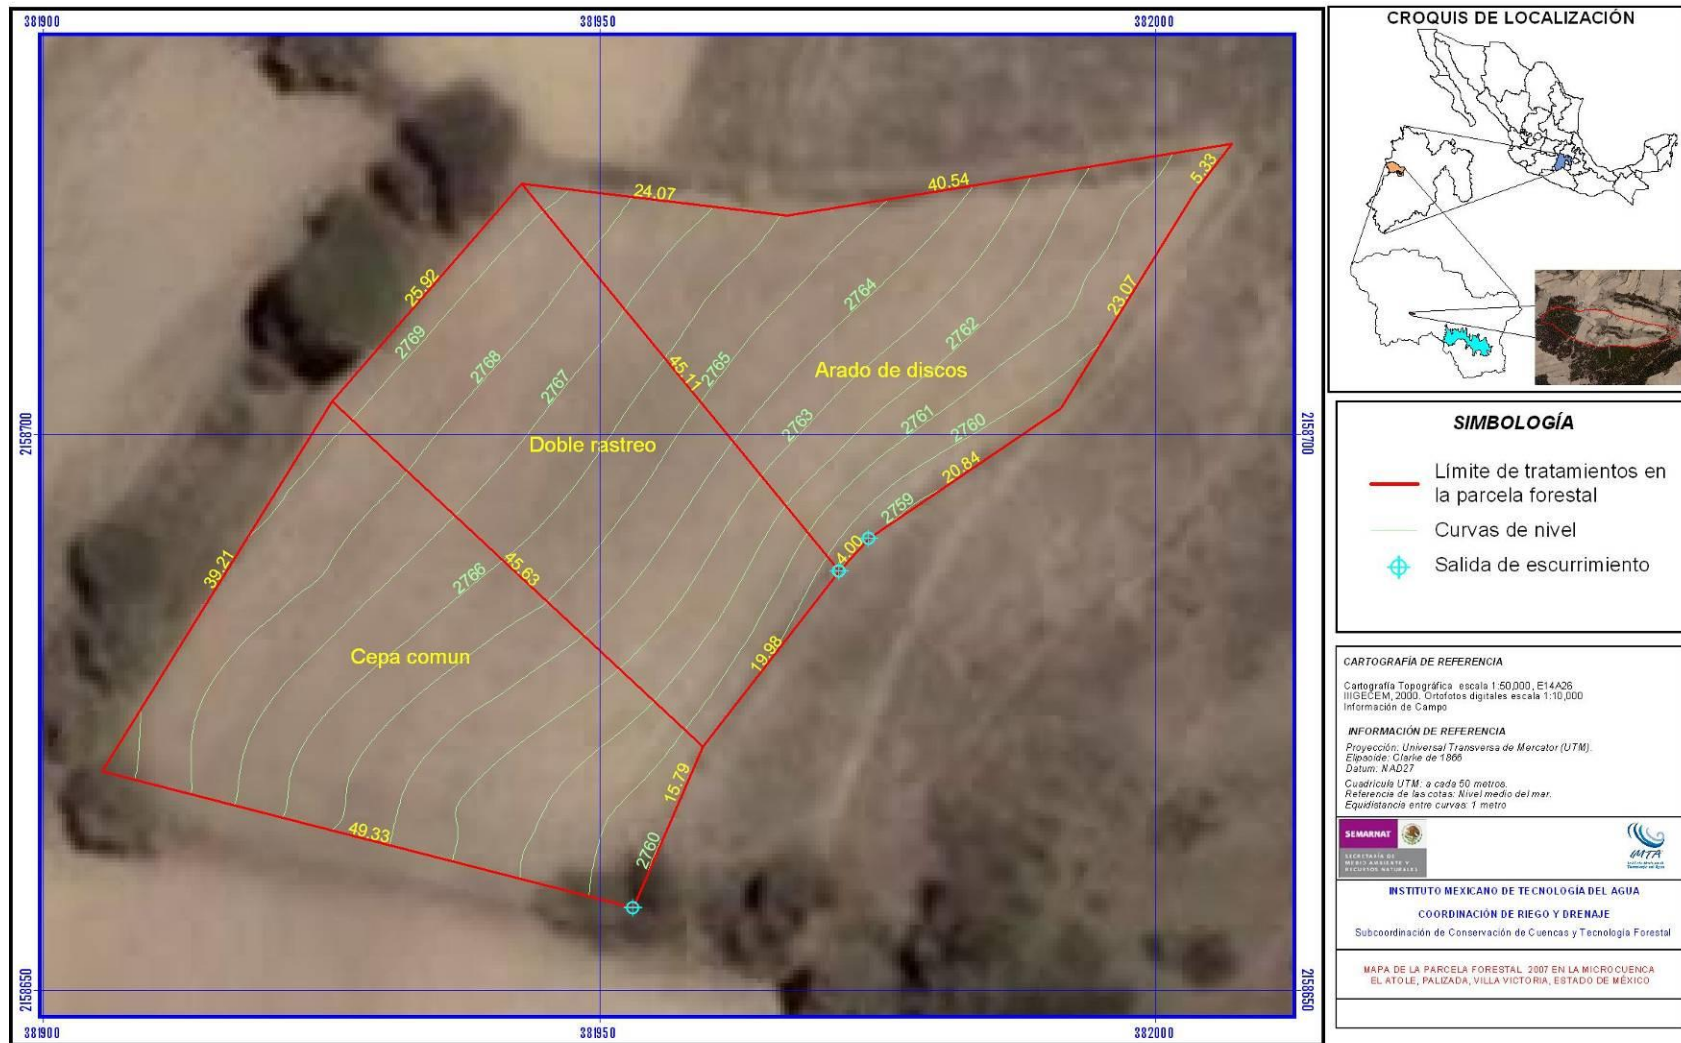 381900
381950
382000
24.07
40.54
5.33
25.92
23.07
2764
2762
2769
2768
2765
2767
45.11
Arado de discos
2763
2761
2760
2158700
2158700
Doble rastreo
20.84
2759
4.00
39.21
45.63
2766
19.98
Cepa comun
15.79
49.33
2760
2158650
2158650
381900
381950
382000
CROQUIS DE LOCALIZACIÓN
SIMBOLOGÍA
Límite de tratamientos en
la parcela forestal
Curvas de nivel
Salida de escurrimiento
CARTOGRAFÍA DE REFERENCIA
Cartografía Topográfica escala 1:50,000, E14A26
IIIGECEM, 2000. Ortofotos digitales escala 1:10,000
Información de Campo
INFORMACIÓN DE REFERENCIA
Proyección: Universal Transversa de Mercator (UTM).
Elipsoide: Clarke de 1866
Datum: NAD27
Cuadrícula UTM: a cada 50 metros.
Referencia de las cotas: Nivel medio del mar.
Equidistancia entre curvas: 1 metro
SEMARNAT
SECRETARÍA DE
MEDIO AMBIENTE Y
RECURSOS NATURALES
IMTA
INSTITUTO MEXICANO DE TECNOLOGÍA DEL AGUA
COORDINACIÓN DE RIEGO Y DRENAJE
Subcoordinación de Conservación de Cuencas y Tecnología Forestal
MAPA DE LA PARCELA FORESTAL 2007 EN LA MICROCUENCA
EL ATOLE, PALIZADA, VILLA VICTORIA, ESTADO DE MÉXICO